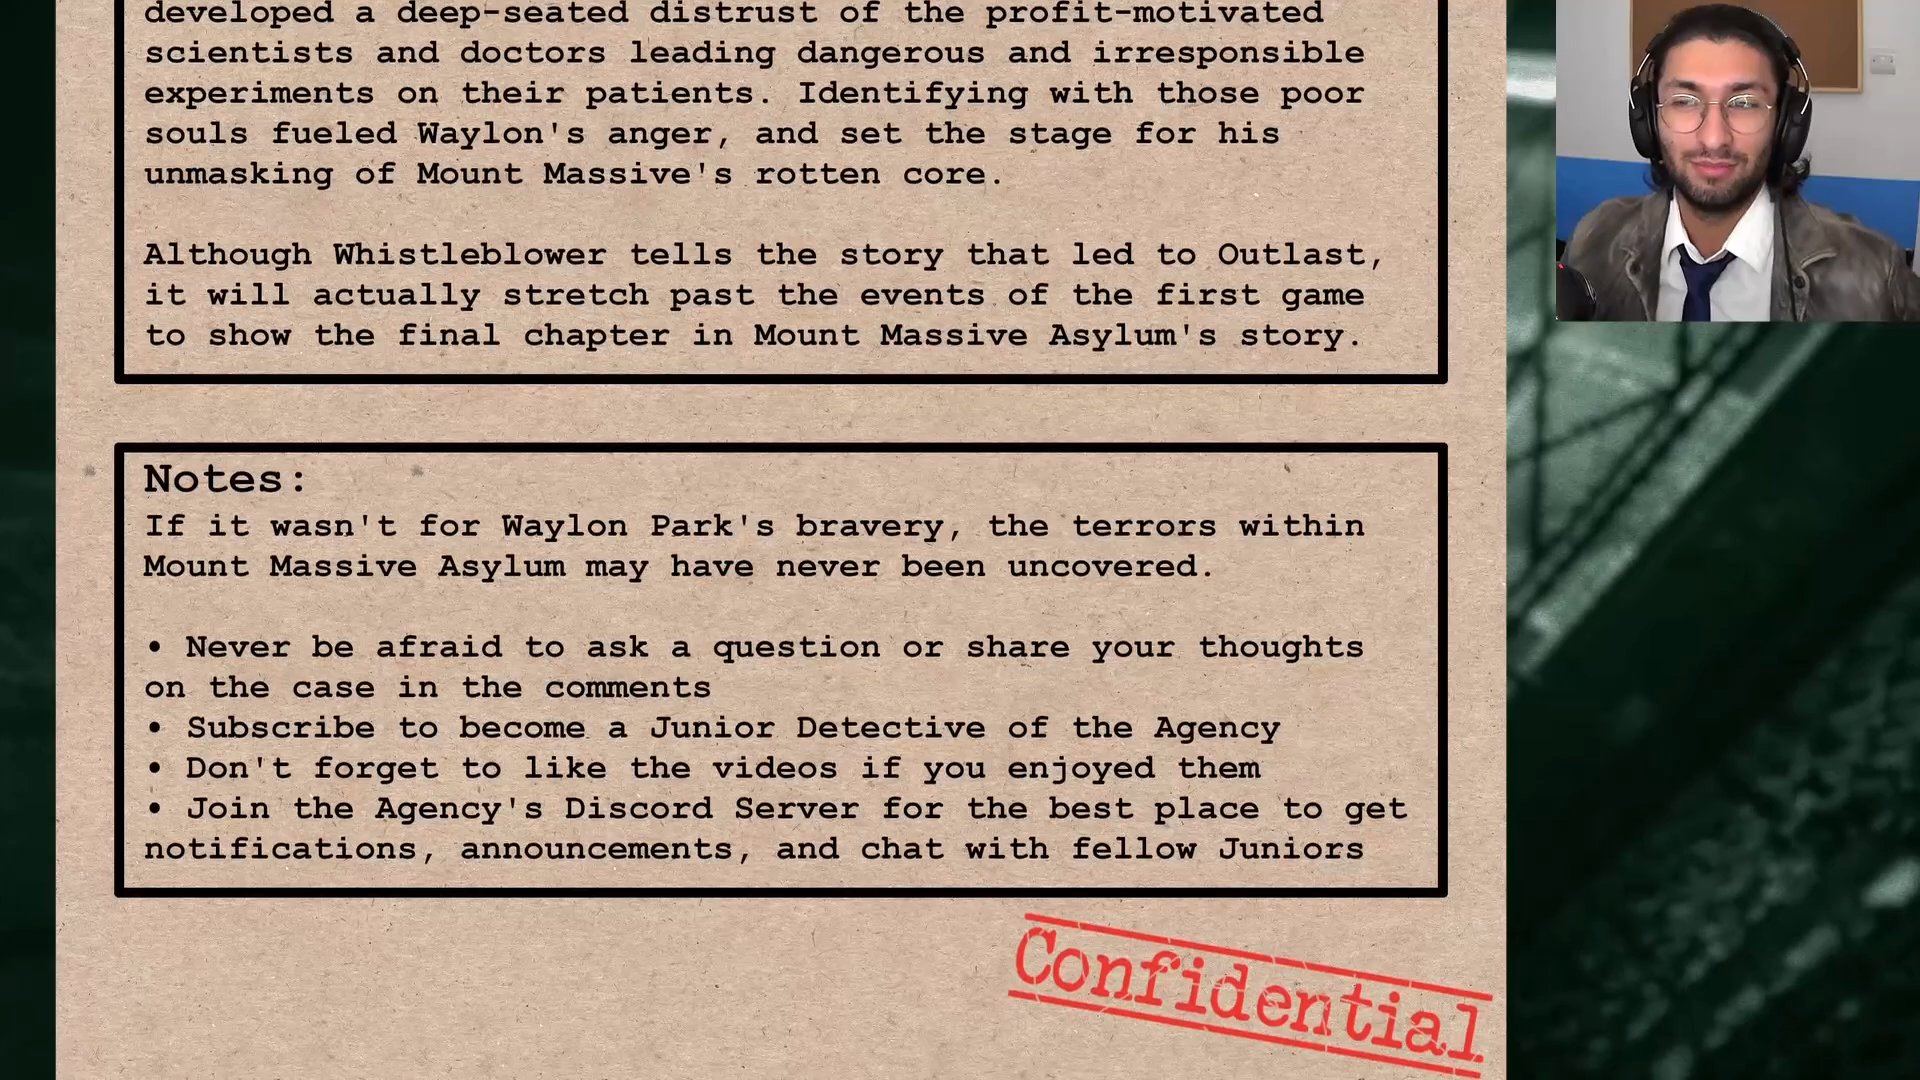 developed a deep-seated distrust of the profit-motivated
scientists and doctors leading dangerous and irresponsible
experiments on their patients. Identifying with those poor
souls fueled Waylon's anger, and set the stage for his
unmasking of Mount Massive's rotten core.
Although Whistleblower tells the story that led to Outlast,
it will actually stretch past the events of the first game
to show the final chapter in Mount Massive Asylum's story.
Notes:
If it wasn't for Waylon Park's bravery, the terrors within
Mount Massive Asylum may have never been uncovered.
• Never be afraid to ask a question or share your thoughts
on the case in the comments
• Subscribe to become a Junior Detective of the Agency
• Don't forget to like the videos if you enjoyed them
• Join the Agency's Discord Server for the best place to get
notifications, announcements, and chat with fellow Juniors
Confidential